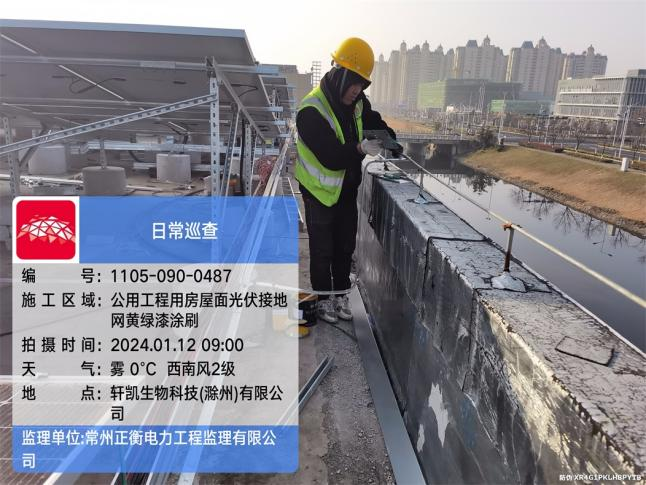 日常巡查
编 号：1105-090-0487
施工区域：公用工程用房屋面光伏接地
网黄绿漆涂刷
拍摄时间：2024.01.12 09:00
天 气：雾 0℃ 西南风2级
地 点：轩凯生物科技(滁州)有限公
司
监理单位:常州正衡电力工程监理有限公
司
防伪 XR4G1PKLH8PYTB